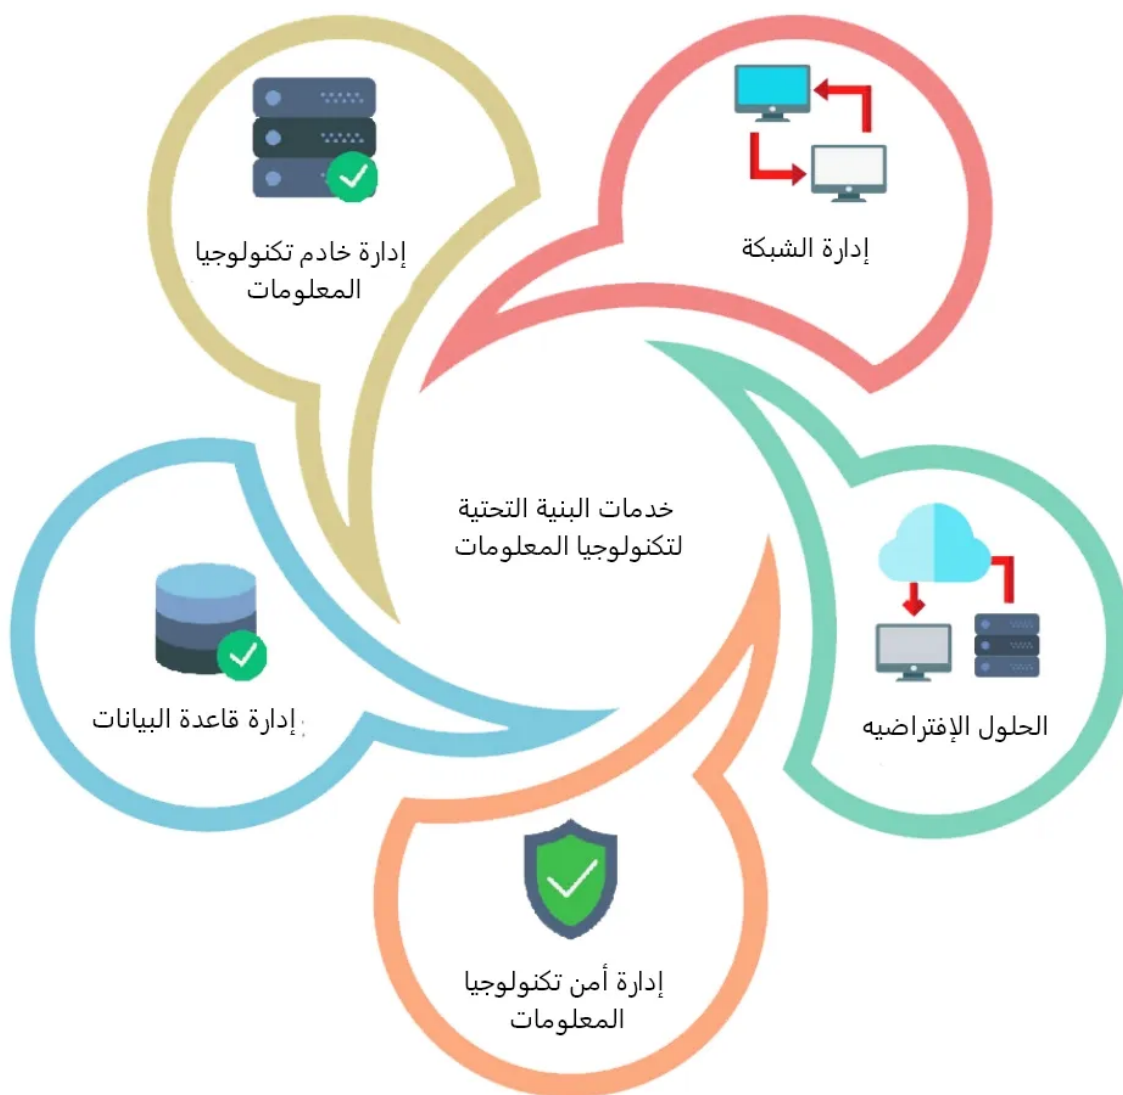 إدارة الشبكة
إدارة خادم تكنولوجيا
المعلومات
خدمات البنية التحتية
لتكنولوجيا المعلومات
الحلول الإفتراضيه
إدارة قاعدة البيانات
إدارة أمن تكنولوجيا
المعلومات